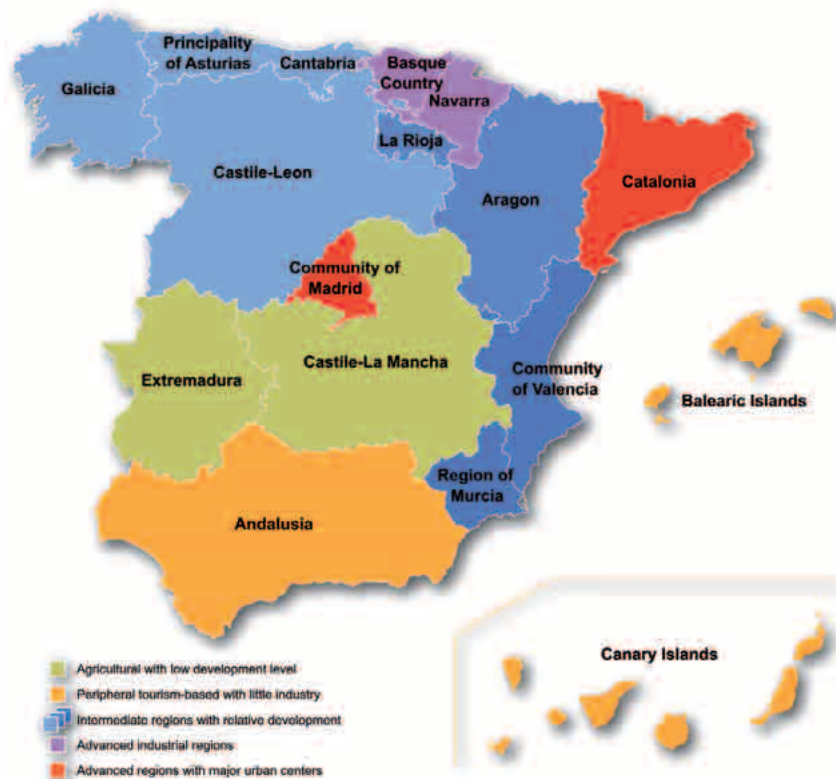 Principality
of Asturias
Cantabria
Basque
Country
Navarra
Galicia
La Rioja
Castile-Leon
Catalonia
Aragon
Community of
Madrid
Castile-La Mancha
Extremadura
Community
of Valencia
Balearic Islands
Region of
Murcia
Andalusia
Canary Islands
Agricultural with low development level
Peripheral tourism-based with little industry
Intermediate regions with relative development
Advanced industrial regions
Advanced regions with major urban centers